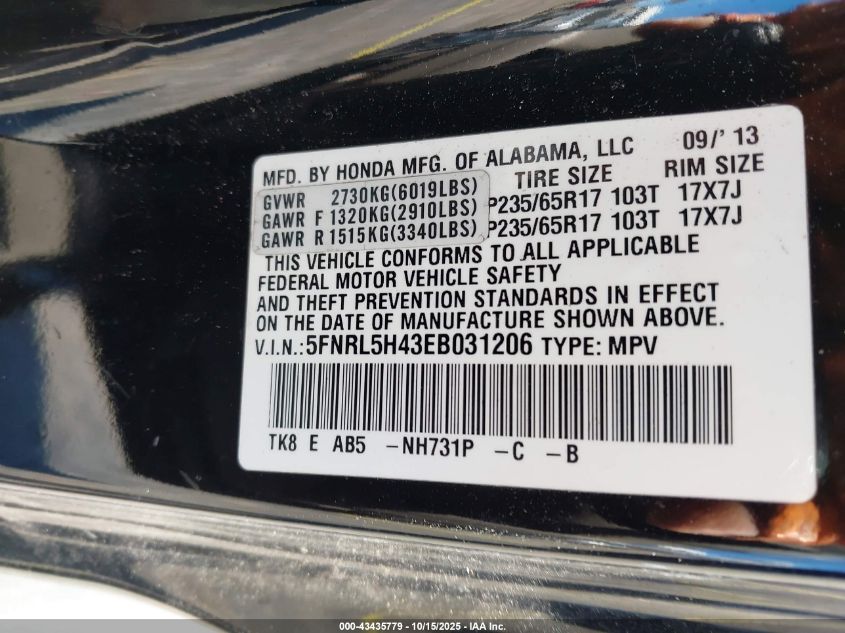 MFD. BY HONDA MFG. OF ALABAMA, LLC 09/' 13
TIRE SIZE RIM SIZE
GVWR 2730KG(6019LBS)
GAWR F 1320KG(2910LBS) P235/65R17 103T 17X7J
GAWR R 1515KG(3340LBS) P235/65R17 103T 17X7J
THIS VEHICLE CONFORMS TO ALL APPLICABLE
FEDERAL MOTOR VEHICLE SAFETY
AND THEFT PREVENTION STANDARDS IN EFFECT
ON THE DATE OF MANUFACTURE SHOWN ABOVE.
V.I.N.:5FNRL5H43EB031206 TYPE: MPV
TK8 E AB5 -NH731P -C -B
000-43435779 - 10/15/2025 - IAA Inc.